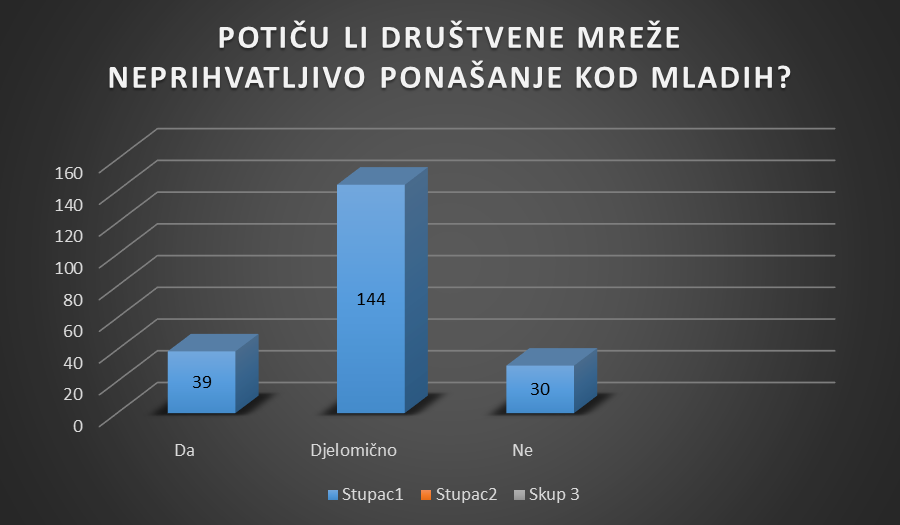 POTIČU LI DRUŠTVENE MREŽE
NEPRIHVATLJIVO PONAŠANJE KOD MLADIH?
160
140
120
100
80
60
40
20
0
39
144
30
Da
Djelomično
Ne
Stupac1 Stupac2 Skup 3